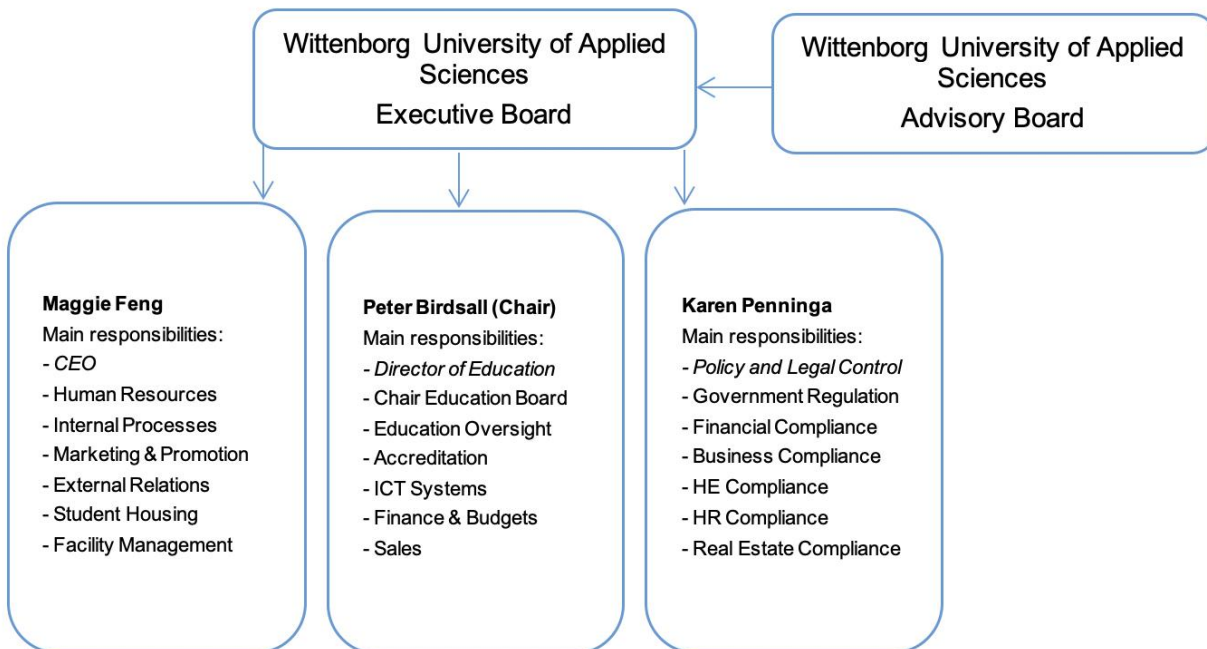 Wittenborg University of Applied
Sciences
Executive Board
Wittenborg University of Applied
Sciences
Advisory Board
Maggie Feng
Main responsibilities:
- CEO
- Human Resources
- Internal Processes
- Marketing & Promotion
- External Relations
- Student Housing
- Facility Management
Peter Birdsall (Chair)
Main responsibilities:
- Director of Education
- Chair Education Board
- Education Oversight
- Accreditation
- ICT Systems
- Finance & Budgets
- Sales
Karen Penninga
Main responsibilities:
- Policy and Legal Control
- Government Regulation
- Financial Compliance
- Business Compliance
- HE Compliance
- HR Compliance
- Real Estate Compliance